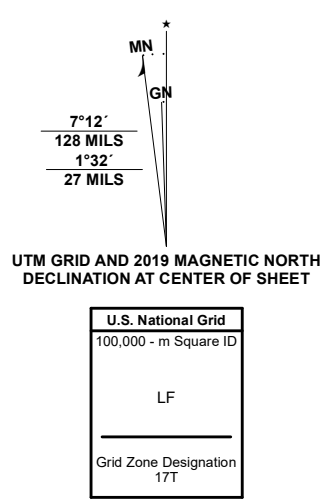 ★
MN
GN
7°12´
128 MILS
1°32´
27 MILS
UTM GRID AND 2019 MAGNETIC NORTH
DECLINATION AT CENTER OF SHEET
U.S. National Grid
100,000 - m Square ID
LF
Grid Zone Designation
17T